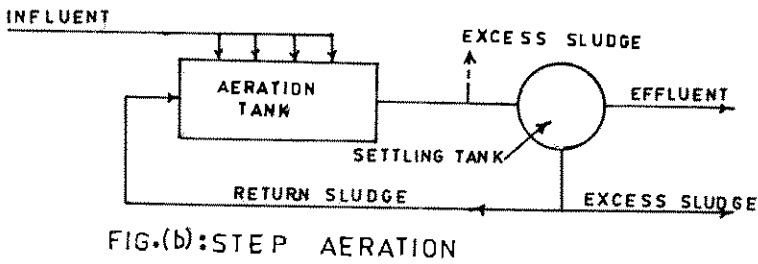 INFLUENT
EXCESS SLUDGE
AERATION
TANK
EFFLUENT
SETTLING TANK
RETURN SLUDGE
EXCESS SLUDGE
FIG.(b):STEP AERATION